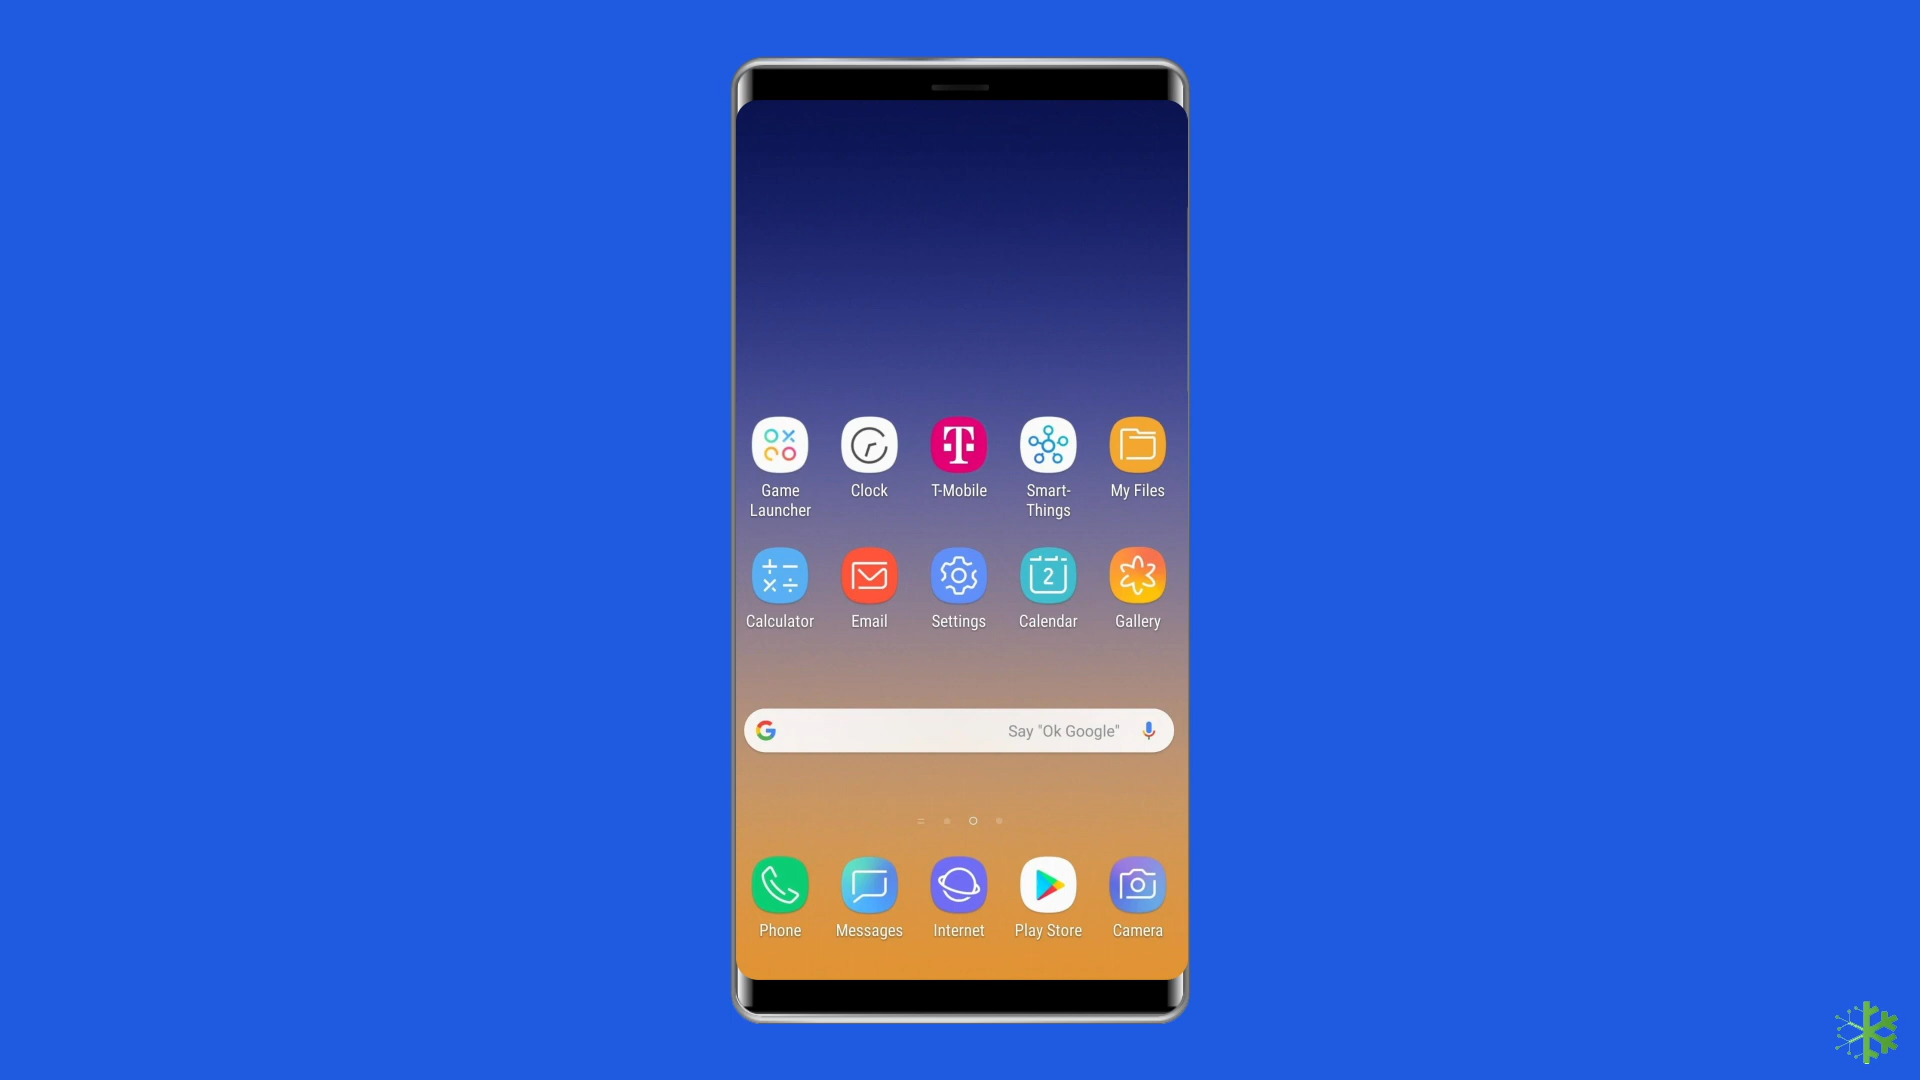 Game
Launcher
Clock
T-Mobile
Smart-
Things
My Files
Calculator
Email
Settings
2
Calendar
Gallery
Say "Ok Google"
Phone
Messages
Internet
Play Store
Camera